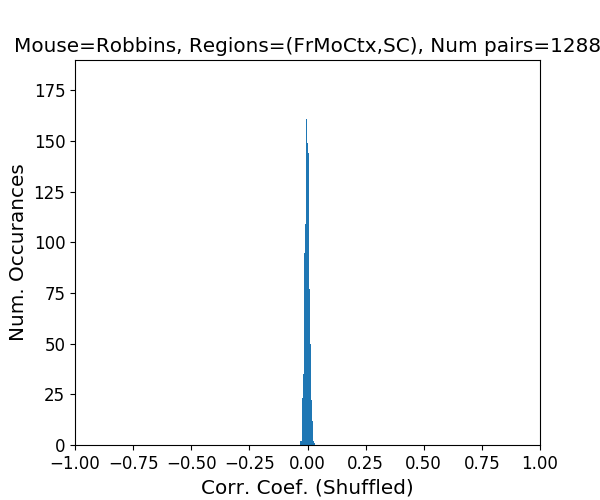 Mouse=Robbins, Regions=(FrMoCtx,SC), Num pairs=1288
175
150
125
100
75
50
25
0
Num. Occurances
−1.00 −0.75 −0.50 −0.25 0.00 0.25 0.50 0.75 1.00
Corr. Coef. (Shuffled)